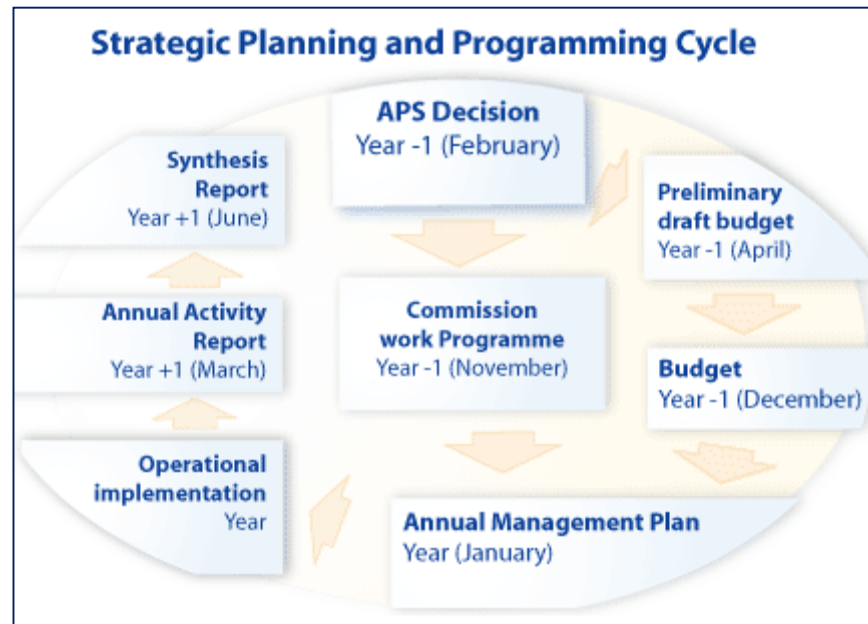 Strategic Planning and Programming Cycle
APS Decision
Year -1 (February)
Synthesis
Report
Year +1 (June)
Preliminary
draft budget
Year -1 (April)
Annual Activity
Report
Year +1 (March)
Commission
work Programme
Year -1 (November)
Budget
Year -1 (December)
Operational
implementation
Year
Annual Management Plan
Year (January)